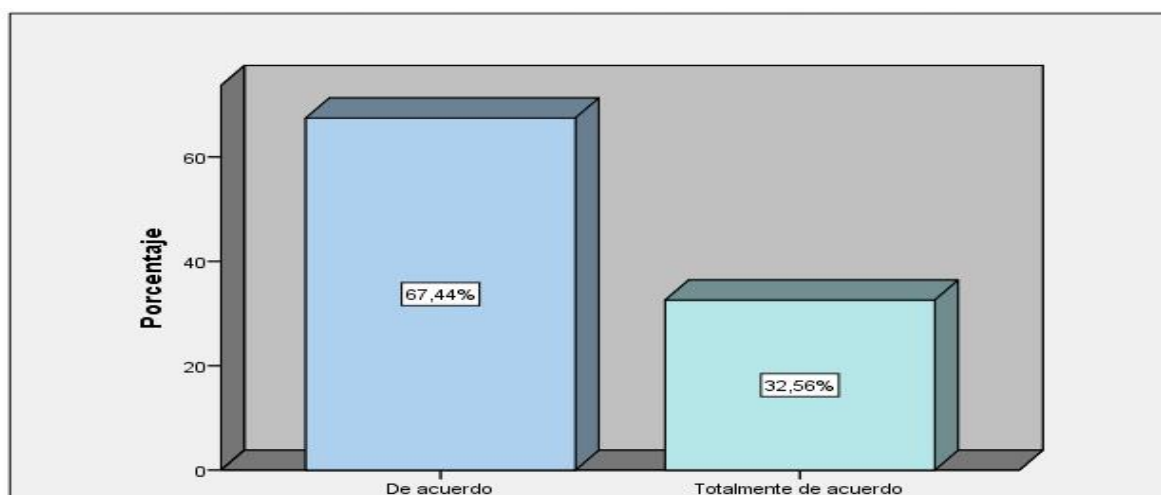 Porcentaje
60
40
20
0
67,44%
32,56%
De acuerdo
Totalmente de acuerdo